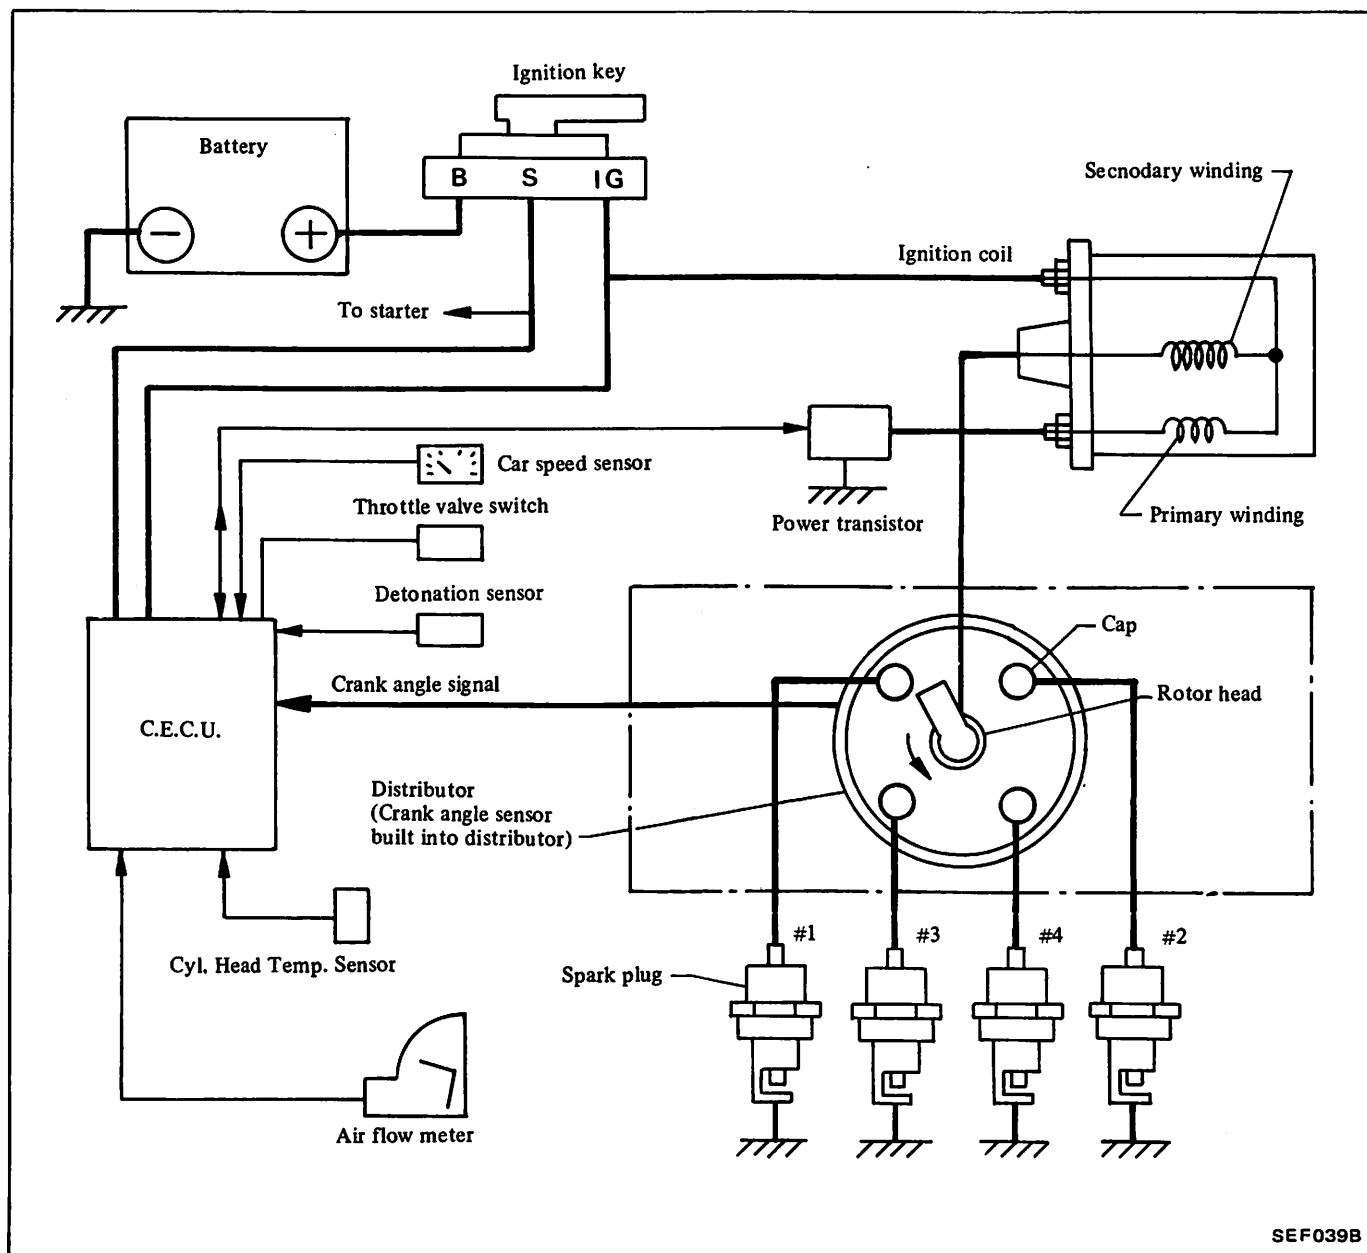 Ignition key
Battery
B S IG
− +
Secnodary winding
Ignition coil
To starter
Car speed sensor
Throttle valve switch
Power transistor
Primary winding
Detonation sensor
Cap
Crank angle signal
Rotor head
C.E.C.U.
Distributor
(Crank angle sensor
built into distributor)
#1 #3 #4 #2
Cyl. Head Temp. Sensor
Spark plug
Air flow meter
SEF039B